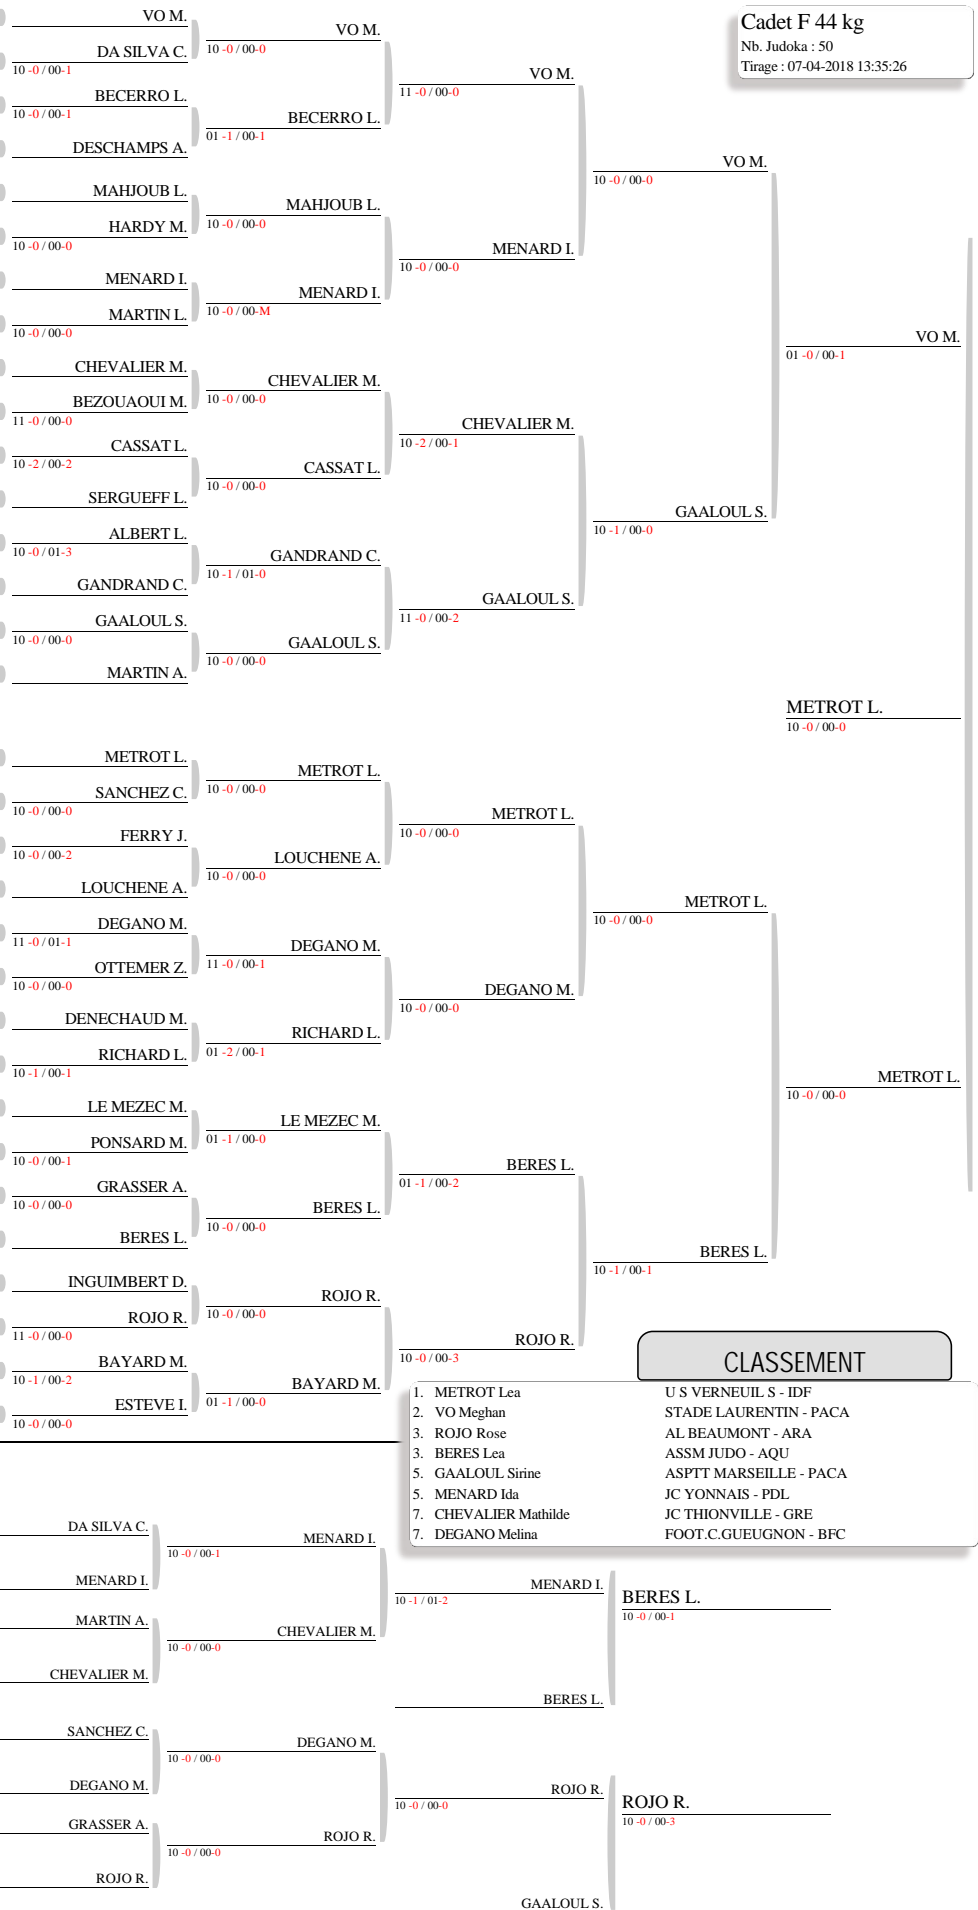 Cadet F 44 kg
Nb. Judoka : 50
Tirage : 07-04-2018 13:35:26
VO M.
DA SILVA C.
10 -0 / 00-1
BECERRO L.
10 -0 / 00-1
DESCHAMPS A.
MAHJOUB L.
HARDY M.
10 -0 / 00-0
MENARD I.
MARTIN L.
10 -0 / 00-0
CHEVALIER M.
BEZOUAOUI M.
11 -0 / 00-0
CASSAT L.
10 -2 / 00-2
SERGUEFF L.
ALBERT L.
10 -0 / 01-3
GANDRAND C.
GAALOUL S.
10 -0 / 00-0
MARTIN A.
METROT L.
SANCHEZ C.
10 -0 / 00-0
FERRY J.
10 -0 / 00-2
LOUCHENE A.
DEGANO M.
11 -0 / 01-1
OTTEMER Z.
10 -0 / 00-0
DENECHAUD M.
RICHARD L.
10 -1 / 00-1
LE MEZEC M.
PONSARD M.
10 -0 / 00-1
GRASSER A.
10 -0 / 00-0
BERES L.
INGUIMBERT D.
ROJO R.
11 -0 / 00-0
BAYARD M.
10 -1 / 00-2
ESTEVE I.
10 -0 / 00-0
VO M.
10 -0 / 00-0
BECERRO L.
01 -1 / 00-1
MAHJOUB L.
10 -0 / 00-0
MENARD I.
10 -0 / 00-M
CHEVALIER M.
10 -0 / 00-0
CASSAT L.
10 -0 / 00-0
GANDRAND C.
10 -1 / 01-0
GAALOUL S.
10 -0 / 00-0
METROT L.
10 -0 / 00-0
LOUCHENE A.
10 -0 / 00-0
DEGANO M.
11 -0 / 00-1
RICHARD L.
01 -2 / 00-1
LE MEZEC M.
01 -1 / 00-0
BERES L.
10 -0 / 00-0
ROJO R.
10 -0 / 00-0
BAYARD M.
01 -1 / 00-0
VO M.
11 -0 / 00-0
MENARD I.
10 -0 / 00-0
CHEVALIER M.
10 -2 / 00-1
GAALOUL S.
11 -0 / 00-2
METROT L.
10 -0 / 00-0
DEGANO M.
10 -0 / 00-0
BERES L.
01 -1 / 00-2
ROJO R.
10 -0 / 00-3
VO M.
10 -0 / 00-0
GAALOUL S.
10 -1 / 00-0
METROT L.
10 -0 / 00-0
BERES L.
10 -1 / 00-1
VO M.
01 -0 / 00-1
METROT L.
10 -0 / 00-0
METROT L.
10 -0 / 00-0
CLASSEMENT
1. METROT Lea U S VERNEUIL S - IDF
2. VO Meghan STADE LAURENTIN - PACA
3. ROJO Rose AL BEAUMONT - ARA
3. BERES Lea ASSM JUDO - AQU
5. GAALOUL Sirine ASPTT MARSEILLE - PACA
5. MENARD Ida JC YONNAIS - PDL
7. CHEVALIER Mathilde JC THIONVILLE - GRE
7. DEGANO Melina FOOT.C.GUEUGNON - BFC
DA SILVA C.
MENARD I.
MARTIN A.
CHEVALIER M.
SANCHEZ C.
DEGANO M.
GRASSER A.
ROJO R.
MENARD I.
10 -0 / 00-1
CHEVALIER M.
10 -0 / 00-0
DEGANO M.
10 -0 / 00-0
ROJO R.
10 -0 / 00-0
MENARD I.
10 -1 / 01-2
BERES L.
ROJO R.
10 -0 / 00-0
GAALOUL S.
BERES L.
10 -0 / 00-1
ROJO R.
10 -0 / 00-3